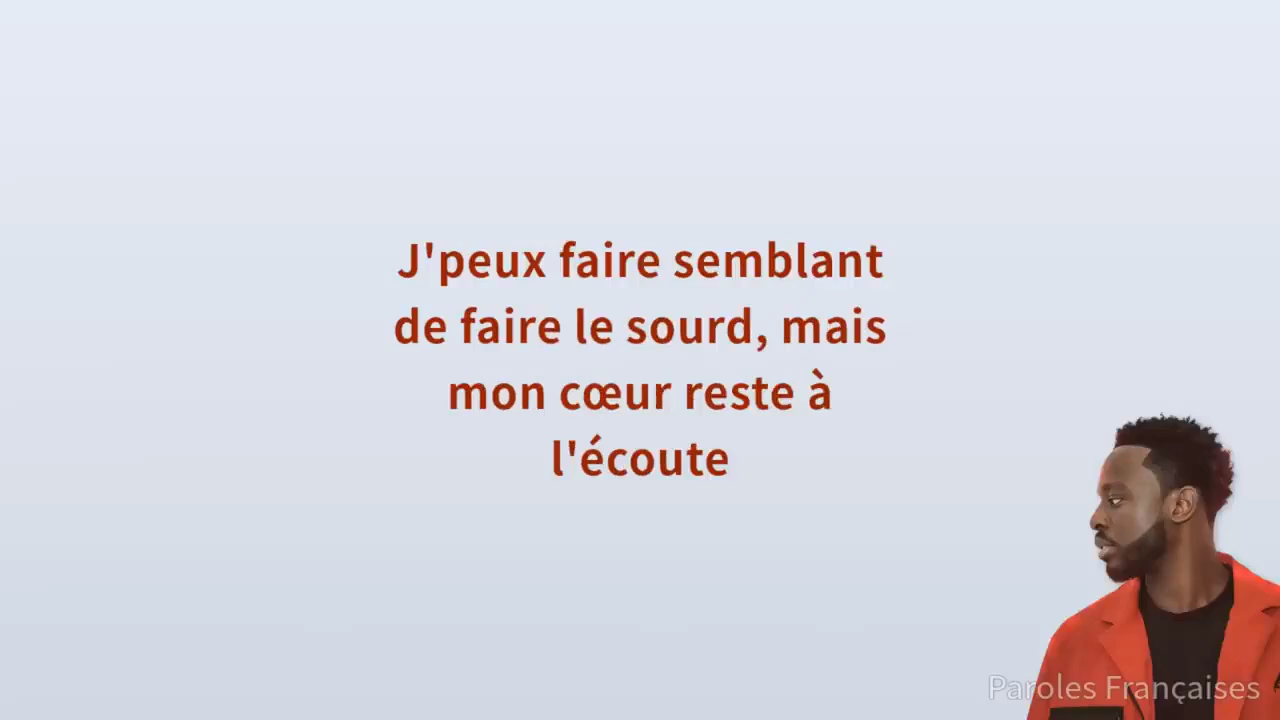 J'peux faire semblant
de faire le sourd, mais
mon cœur reste à
l'écoute
Paroles Françaises